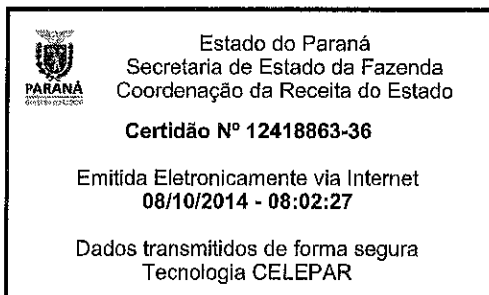 Estado do Paraná
Secretaria de Estado da Fazenda
PARANÁ
Coordenação da Receita do Estado
Certidão Nº 12418863-36
Emitida Eletronicamente via Internet
08/10/2014 - 08:02:27
Dados transmitidos de forma segura
Tecnologia CELEPAR